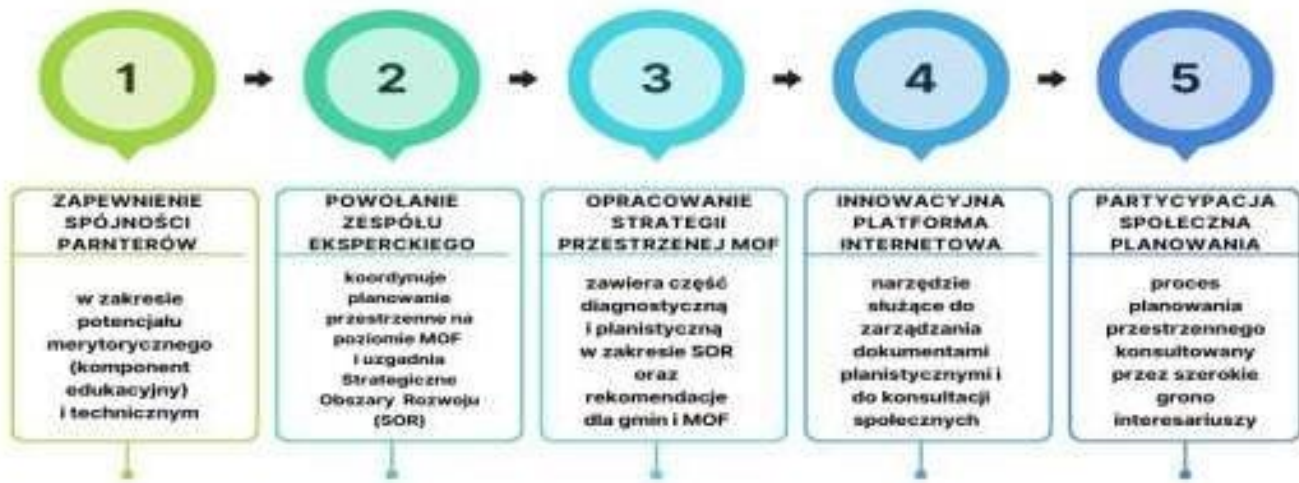 1
2
3
4
5
ZAPEWNIENIE
SPÓJNOŚCI
PARNTERÓW
w zakresie
potencjału
merytorycznego
(komponent
edukacyjny)
i technicznym
POWOŁANIE
ZESPÓŁU
EKSPERCKIEGO
koordynuje
planowanie
przestrzenne na
poziomie MOF
i uzgadnia
Strategiczne
Obszary Rozwoju
(SOR)
OPRACOWANIE
STRATEGII
PRZESTRZENEJ MOF
zawiera część
diagnostyczną
i planistyczną
w zakresie SOR
oraz
rekomendacje
dla gmin i MOF
INNOWACYJNA
PLATFORMA
INTERNETOWA
narzędzie
służące do
zarządzania
dokumentami
planistycznymi i
do konsultacji
społecznych
PARTYCYPACJA
SPOŁECZNA
PLANOWANIA
proces
planowania
przestrzennego
konsultowany
przez szerokie
grono
interesariuszy